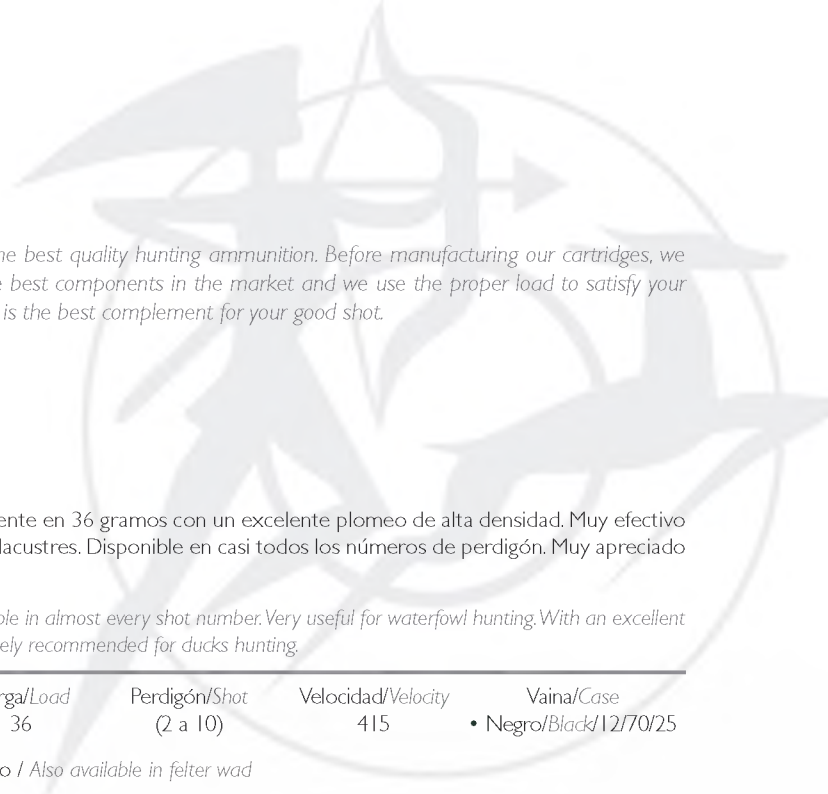 he best quality hunting ammunition. Before manufacturing our cartridges, we
e best components in the market and we use the proper load to satisfy your
is the best complement for your good shot.
ente en 36 gramos con un excelente plomeo de alta densidad. Muy efectivo
lacustres. Disponible en casi todos los números de perdigón. Muy apreciado
ble in almost every shot number. Very useful for waterfowl hunting. With an excellent
ely recommended for ducks hunting.
rga/Load Perdigón/Shot Velocidad/Velocity Vaina/Case
36 (2 a 10) 415 • Negro/Black/12/70/25
o / Also available in felter wad